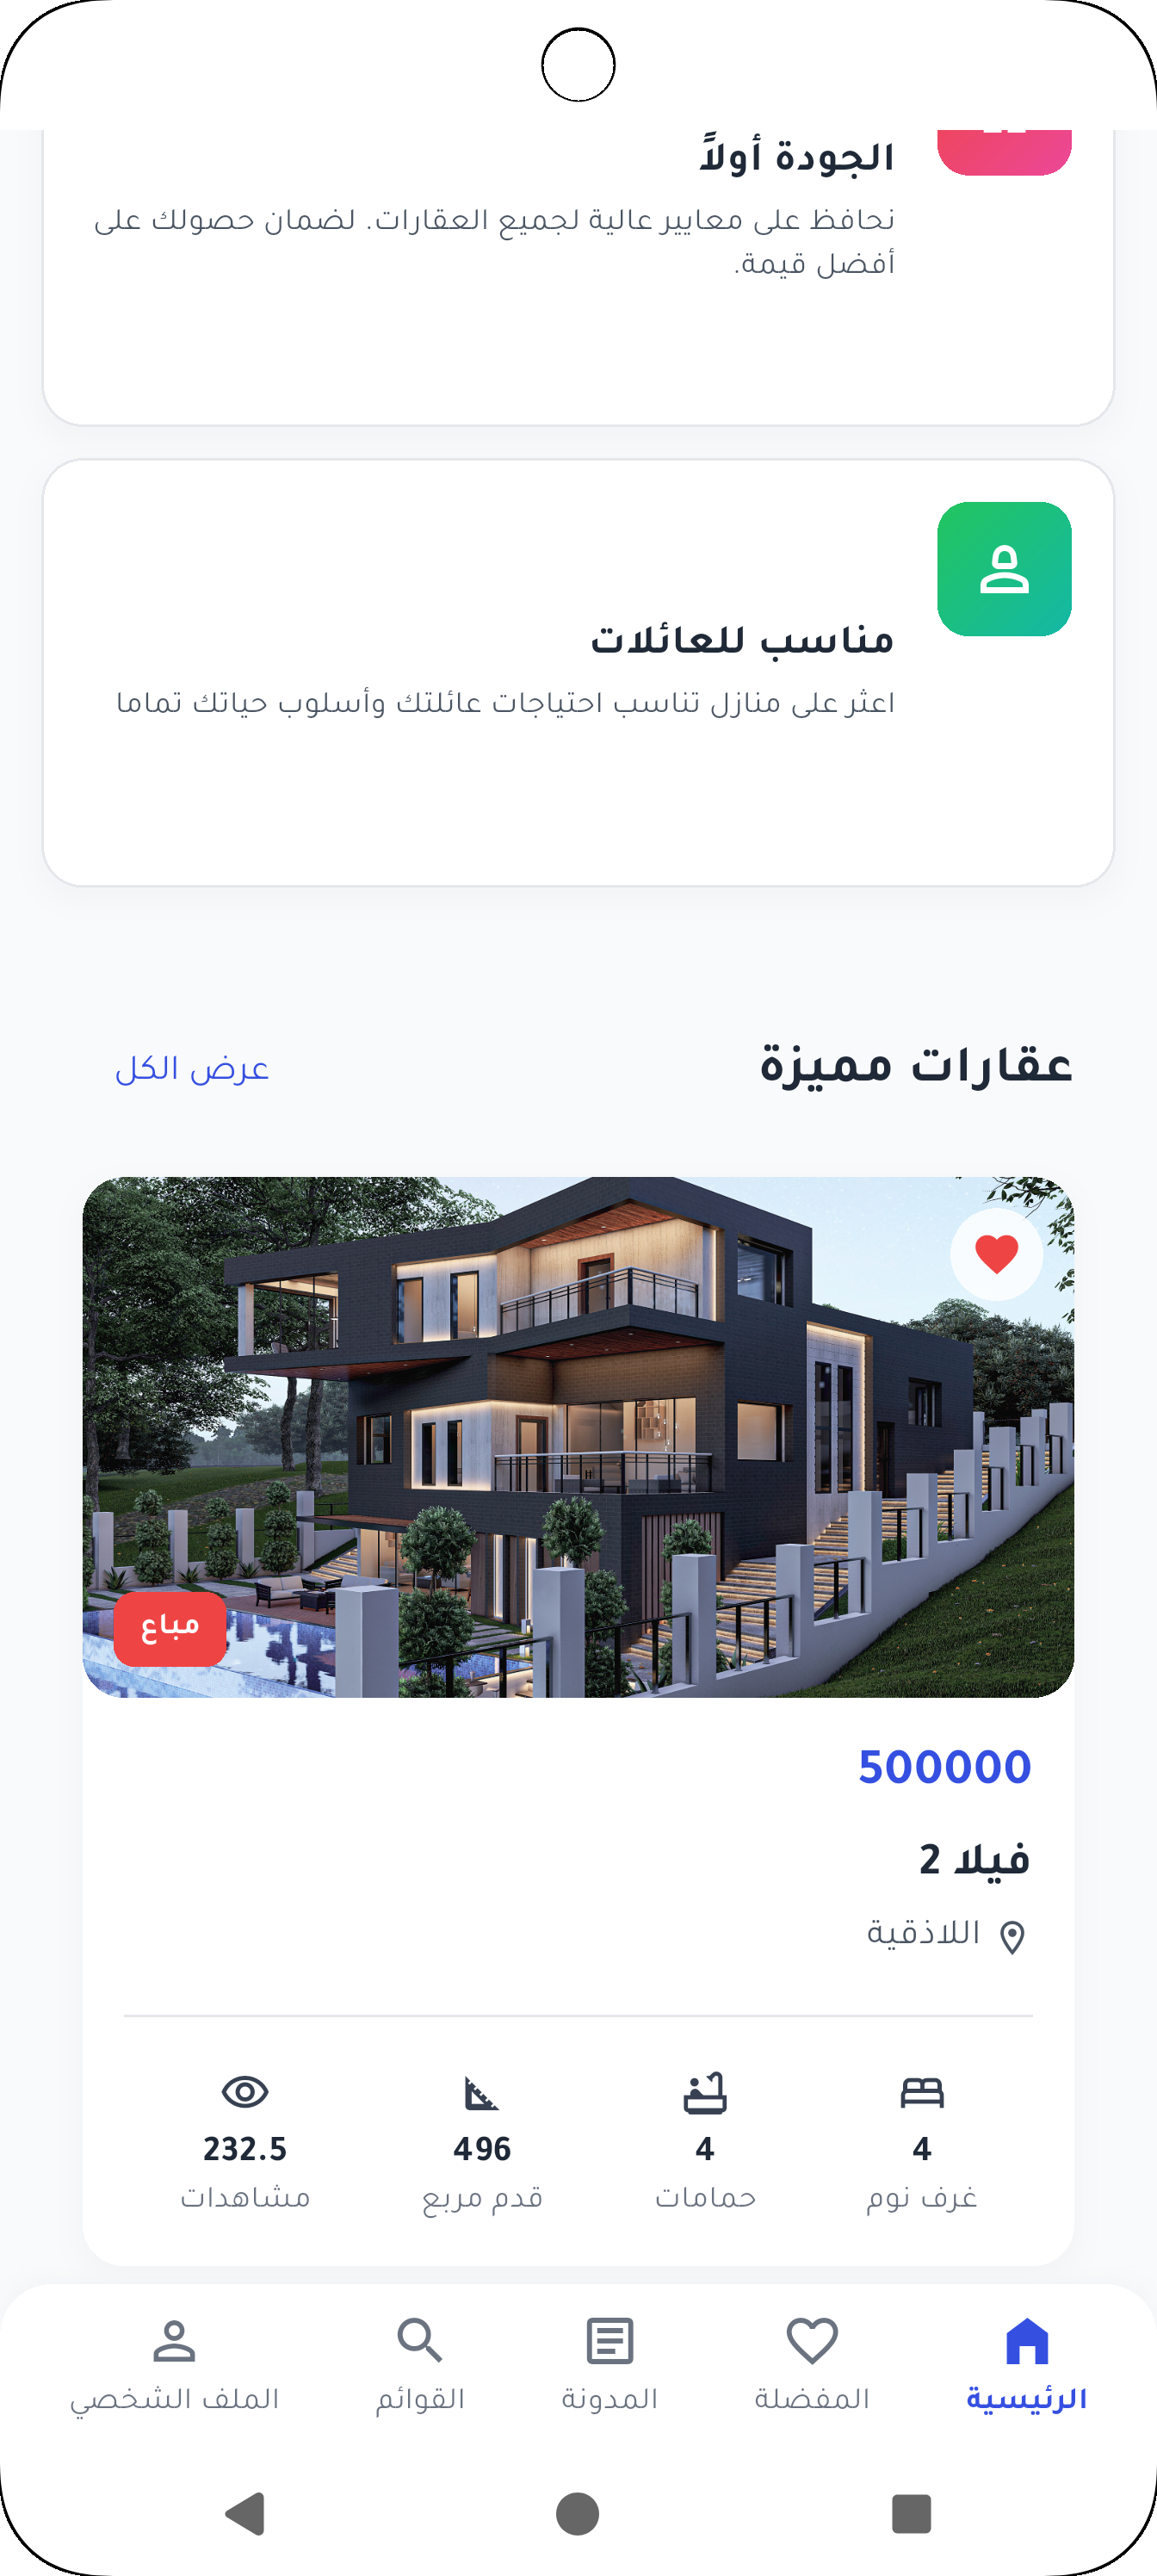 الجودة أولاً
نحافظ على معايير عالية لجميع العقارات. لضمان حصولك على
أفضل قيمة.
مناسب للعائلات
اعثر على منازل تناسب احتياجات عائلتك وأسلوب حياتك تماما
عقارات مميزة
عرض الكل
مباع
500000
فيلا 2
اللاذقية
4
4
496
232.5
غرف نوم
حمامات
قدم مربع
مشاهدات
الرئيسية
المفضلة
المدونة
القوائم
الملف الشخصي